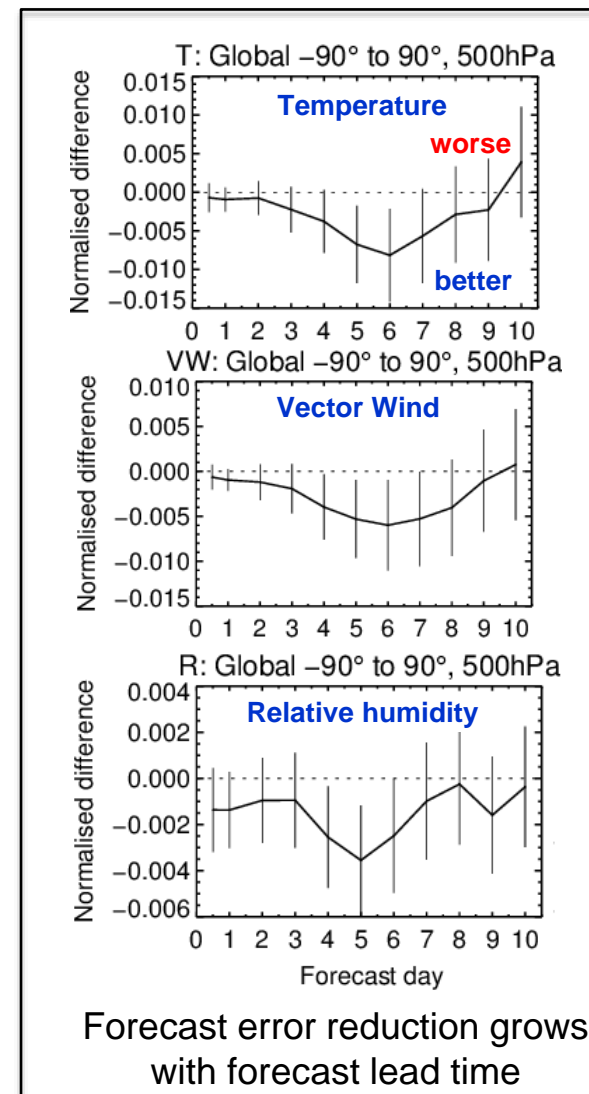 T: Global −90° to 90°, 500hPa
Normalised difference
0.015
0.010
0.005
0.000
−0.005
−0.010
−0.015
Temperature
worse
better
0 1 2 3 4 5 6 7 8 9 10
VW: Global −90° to 90°, 500hPa
Normalised difference
0.010
0.005
0.000
−0.005
−0.010
−0.015
Vector Wind
0 1 2 3 4 5 6 7 8 9 10
R: Global −90° to 90°, 500hPa
Normalised difference
0.004
0.002
0.000
−0.002
−0.004
−0.006
Relative humidity
0 1 2 3 4 5 6 7 8 9 10
Forecast day
Forecast error reduction grows
with forecast lead time